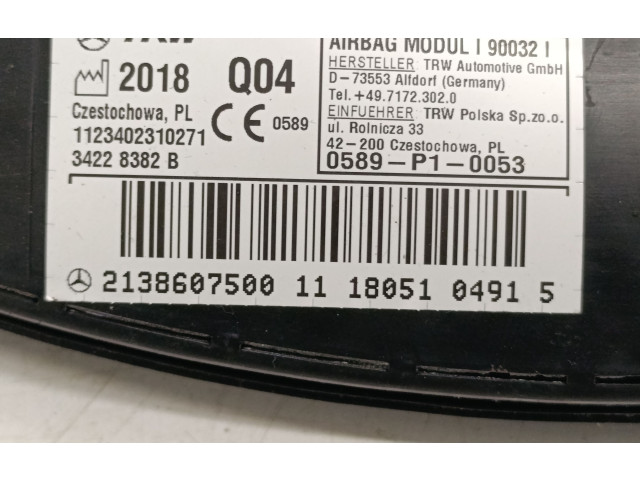 TRW
2018 Q04
Czestochowa, PL
1123402310271
3422 8382 B
CE 0589
AIRBAG MODUL I 90032 I
HERSTELLER TRW Automotive GmbH
D-73553 Alfdorf (Germany)
Tel.+49.7172.302.0
EINFUEHRER TRW Polska Sp.zo.o.
ul. Rolnicza 33
42-200 Czestochowa, PL
0589-P1-0053
2138607500 11 18051 0491 5